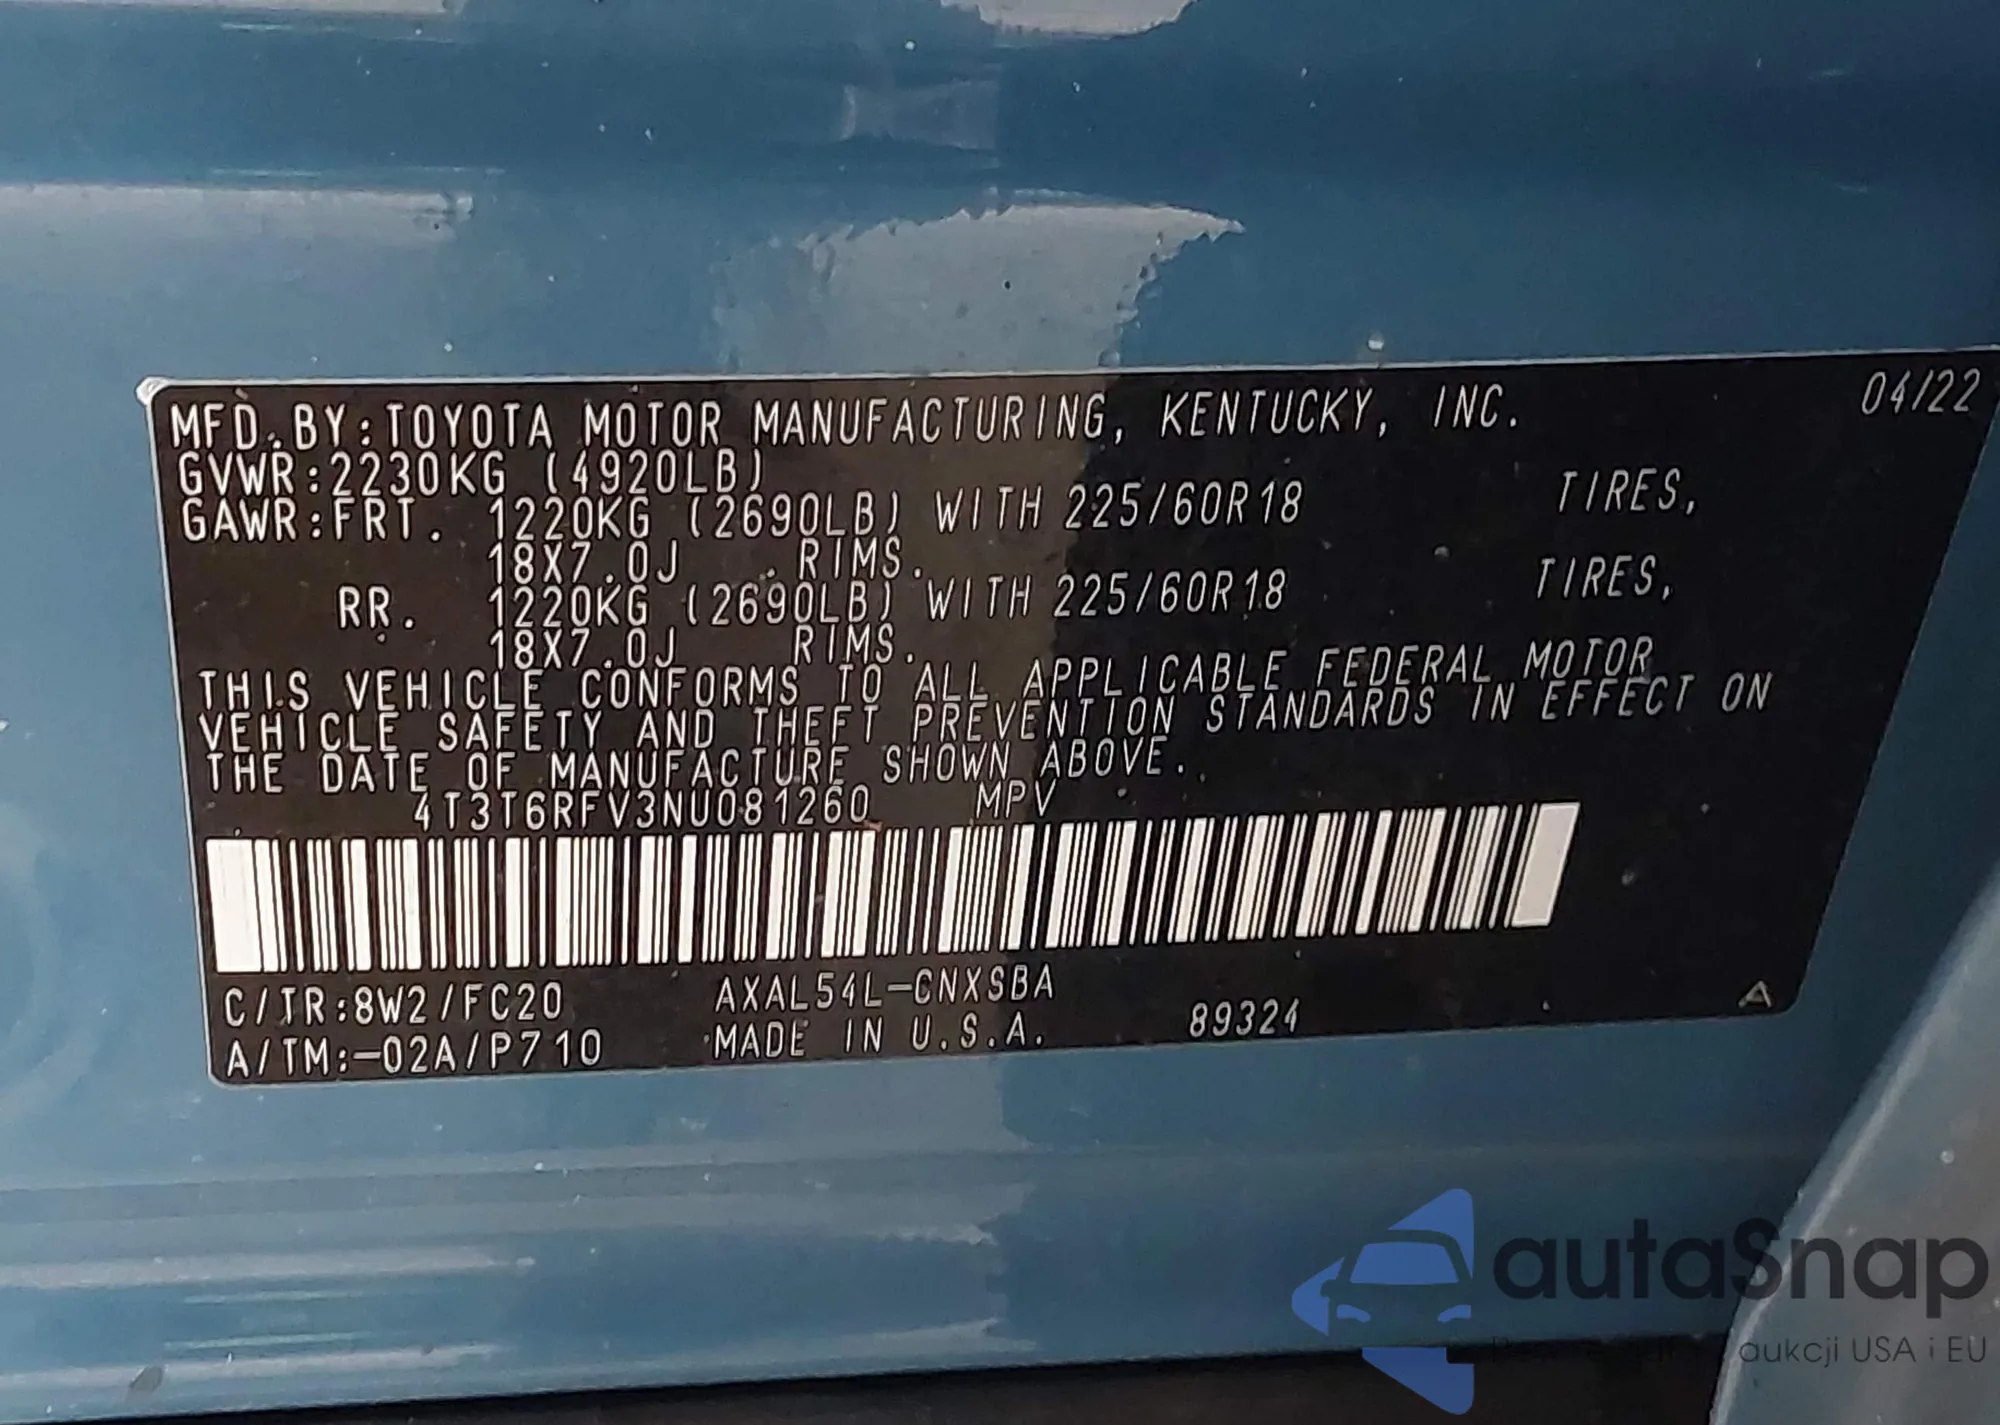 MFD. BY: TOYOTA MOTOR MANUFACTURING, KENTUCKY, INC. 04/22
GVWR: 2230KG (4920LB)
GAWR: FRT. 1220KG (2690LB) WITH 225/60R18 TIRES,
18X7.0J RIMS.
RR. 1220KG (2690LB) WITH 225/60R18 TIRES,
18X7.0J RIMS.
THIS VEHICLE CONFORMS TO ALL APPLICABLE FEDERAL MOTOR
VEHICLE SAFETY AND THEFT PREVENTION STANDARDS IN EFFECT ON
THE DATE OF MANUFACTURE SHOWN ABOVE.
4T3T6RFV3NU081260 MPV
C/TR: 8W2/FC20 AXAL54L-CNXSBA
A/TM: -02A/P710 MADE IN U.S.A. 89324 A
autaSnap
aukcji USA i EU